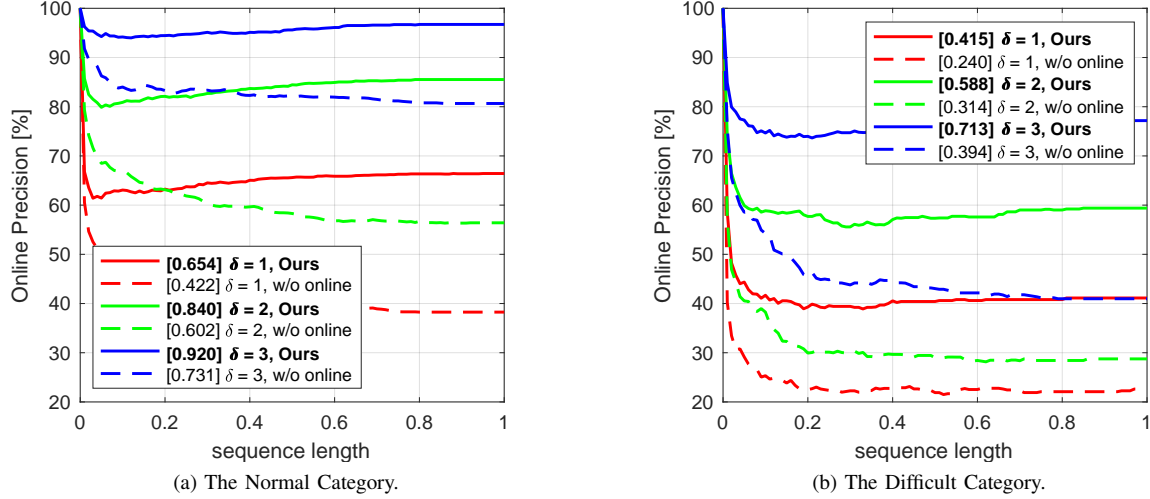 100
90
80
70
60
50
40
30
20
Online Precision [%]
0
0.2
0.4
0.6
0.8
1
sequence length
[0.654] δ = 1, Ours
[0.422] δ = 1, w/o online
[0.840] δ = 2, Ours
[0.602] δ = 2, w/o online
[0.920] δ = 3, Ours
[0.731] δ = 3, w/o online
(a) The Normal Category.
100
90
80
70
60
50
40
30
20
Online Precision [%]
0
0.2
0.4
0.6
0.8
1
sequence length
[0.415] δ = 1, Ours
[0.240] δ = 1, w/o online
[0.588] δ = 2, Ours
[0.314] δ = 2, w/o online
[0.713] δ = 3, Ours
[0.394] δ = 3, w/o online
(b) The Difficult Category.